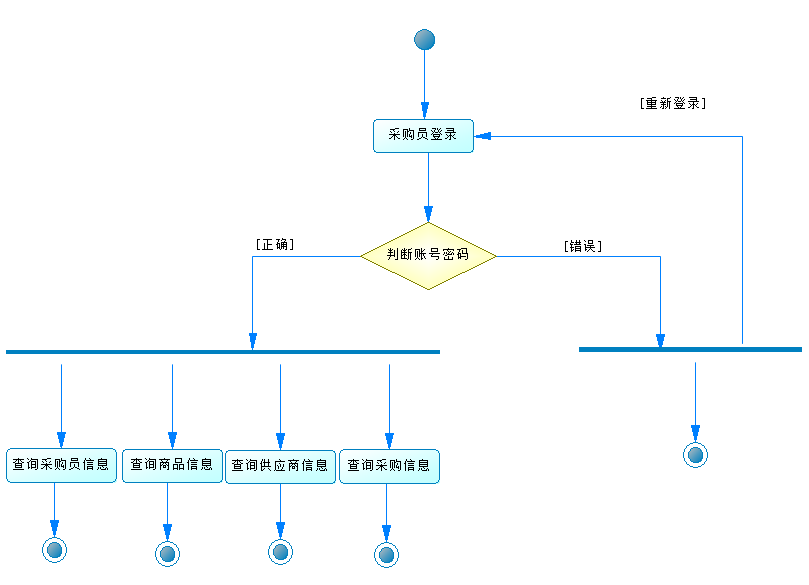 [重新登录]
采购员登录
[正确]
判断账号密码
[错误]
查询采购员信息
查询商品信息
查询供应商信息
查询采购信息